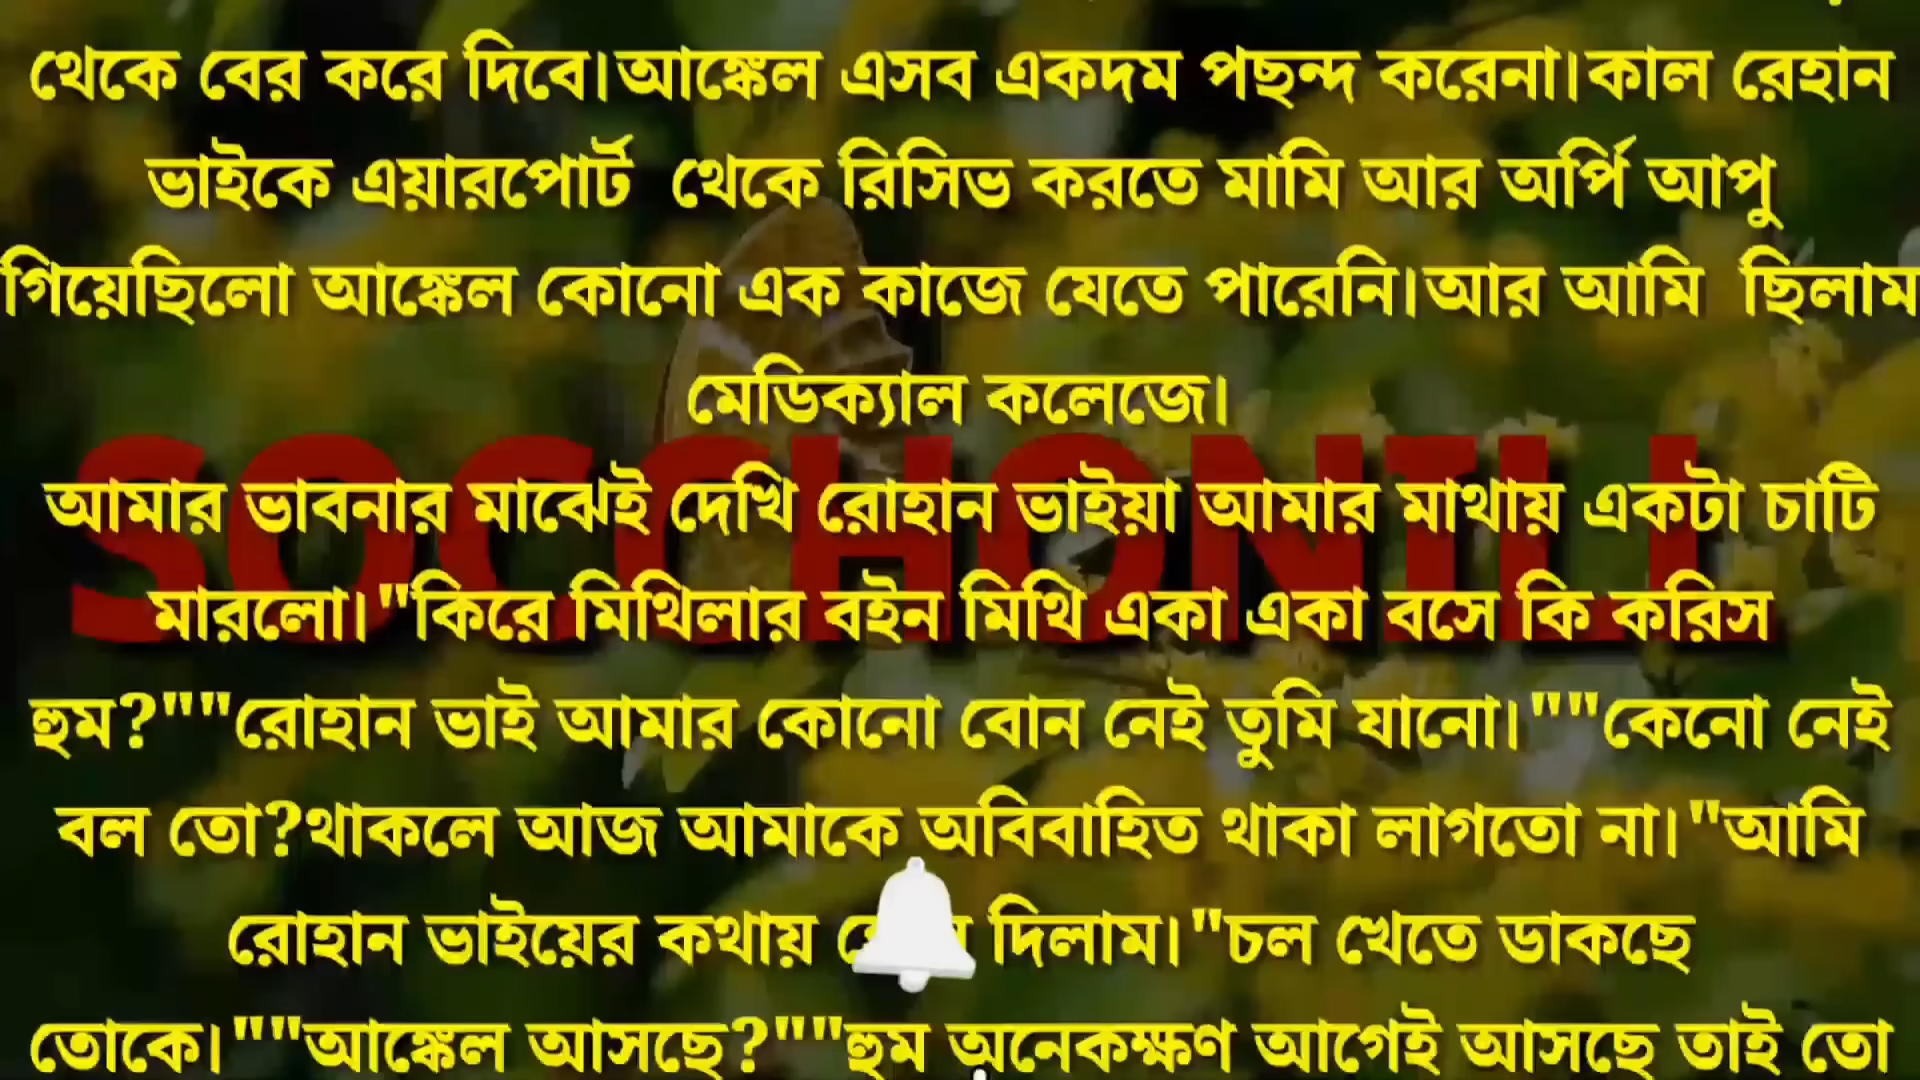 থেকে বের করে দিবে।আঙ্কেল এসব একদম পছন্দ করেনা।কাল রেহান
ভাইকে এয়ারপোর্ট থেকে রিসিভ করতে মামি আর অর্পি আপু
গিয়েছিলো আঙ্কেল কোনো এক কাজে যেতে পারেনি।আর আমি ছিলাম
মেডিক্যাল কলেজে।
SOCCHONILI
আমার ভাবনার মাঝেই দেখি রোহান ভাইয়া আমার মাথায় একটা চাটি
মারলো।"কিরে মিথিলার বইন মিথি একা একা বসে কি করিস
হুম?""রোহান ভাই আমার কোনো বোন নেই তুমি যানো।""কেনো নেই
বল তো?থাকলে আজ আমাকে অবিবাহিত থাকা লাগতো না।"আমি
রোহান ভাইয়ের কথায় দিলাম।"চল খেতে ডাকছে
তোকে।""আঙ্কেল আসছে?""হুম অনেকক্ষণ আগেই আসছে তাই তো